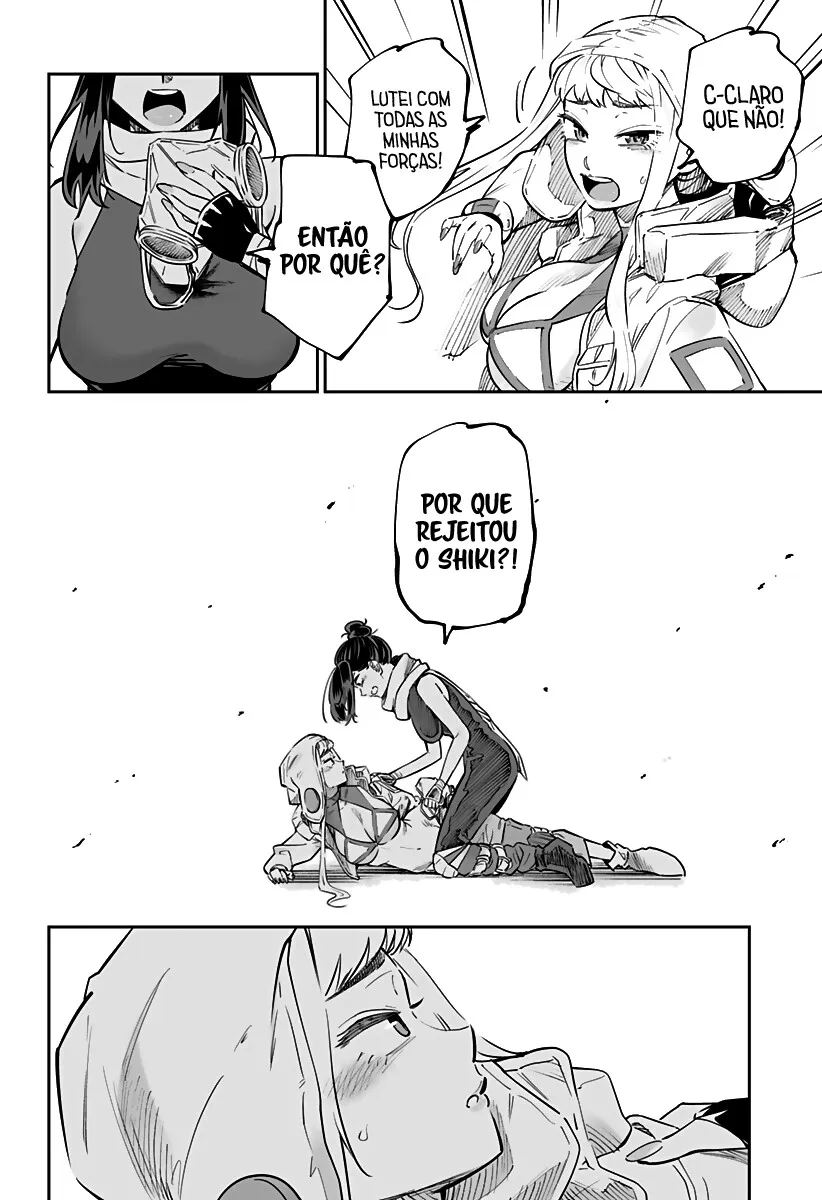 C-CLARO
QUE NÃO!
LUTEI COM
TODAS AS
MINHAS
FORÇAS!
ENTÃO
POR QUÊ?
POR QUE
REJEITOU
O SHIKI?!